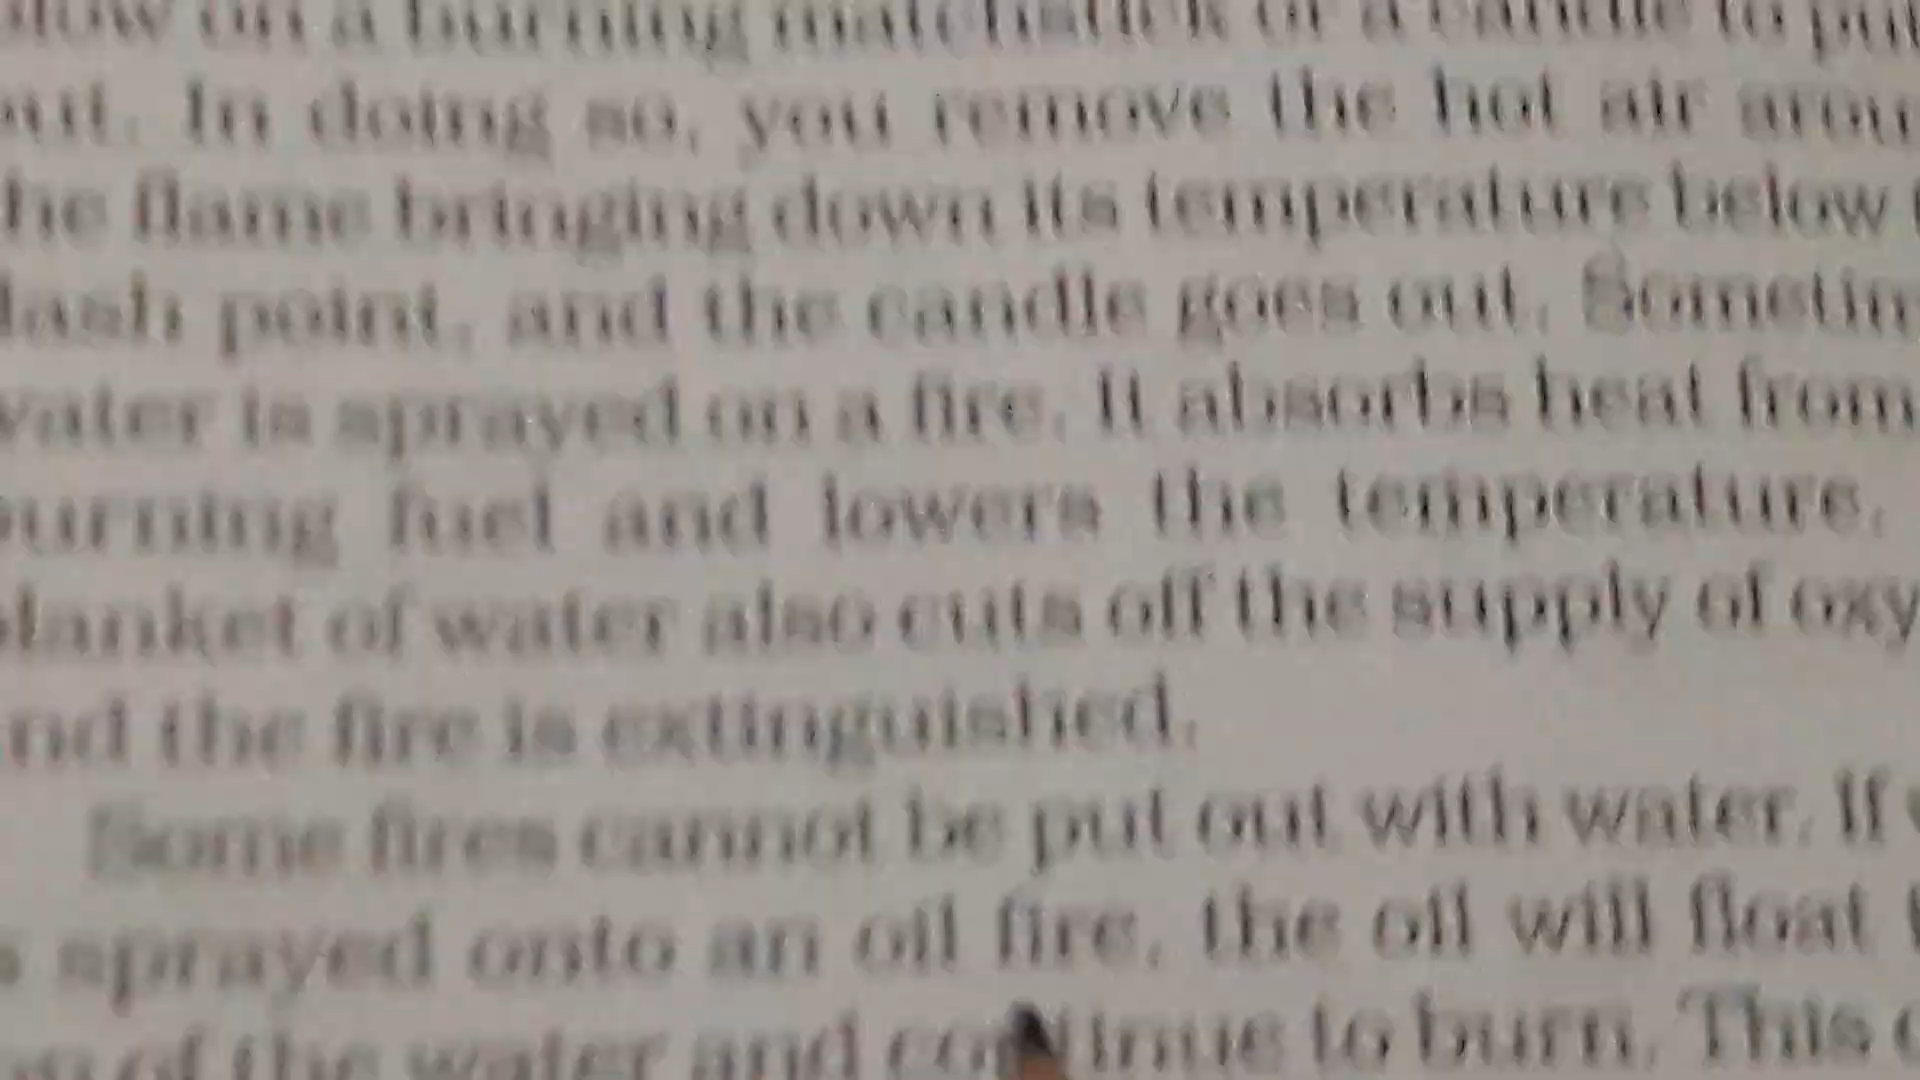 blow on a burning matchstick or a candle to put
out. In doing so, you remove the hot air arou
he flame bringing down its temperature below t
lash point, and the candle goes out. Sometim
water is sprayed on a fire. It absorbs heat from
burning fuel and lowers the temperature.
blanket of water also cuts off the supply of oxy
nd the fire is extinguished.
Some fires cannot be put out with water. If w
s sprayed onto an oil fire, the oil will float
op of the water and continue to burn. This c